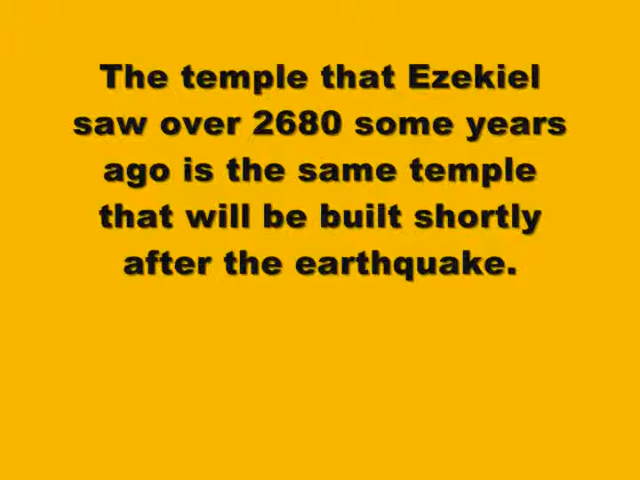 The temple that Ezekiel
saw over 2680 some years
ago is the same temple
that will be built shortly
after the earthquake.